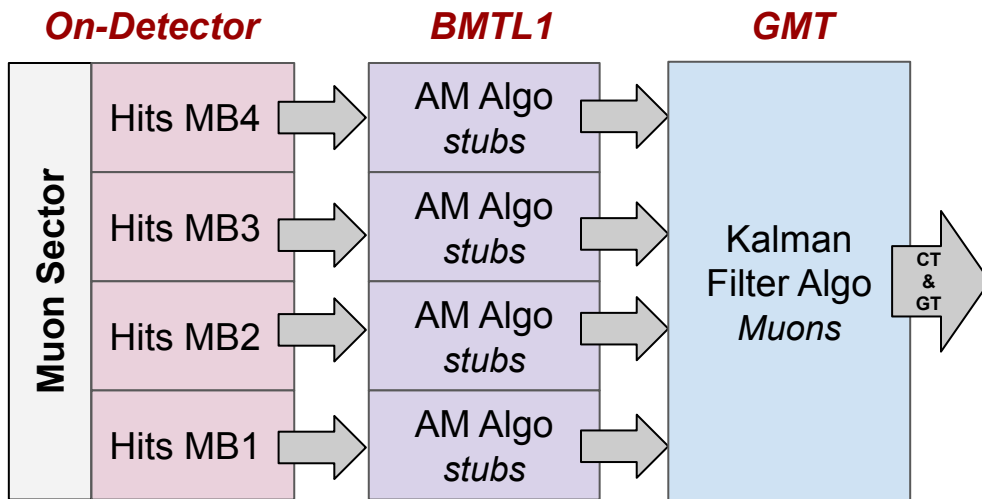 On-Detector
BMTL1
GMT
Muon Sector
Hits MB4
AM Algo
stubs
Hits MB3
AM Algo
stubs
Hits MB2
AM Algo
stubs
Hits MB1
AM Algo
stubs
Kalman
Filter Algo
Muons
CT
&
GT